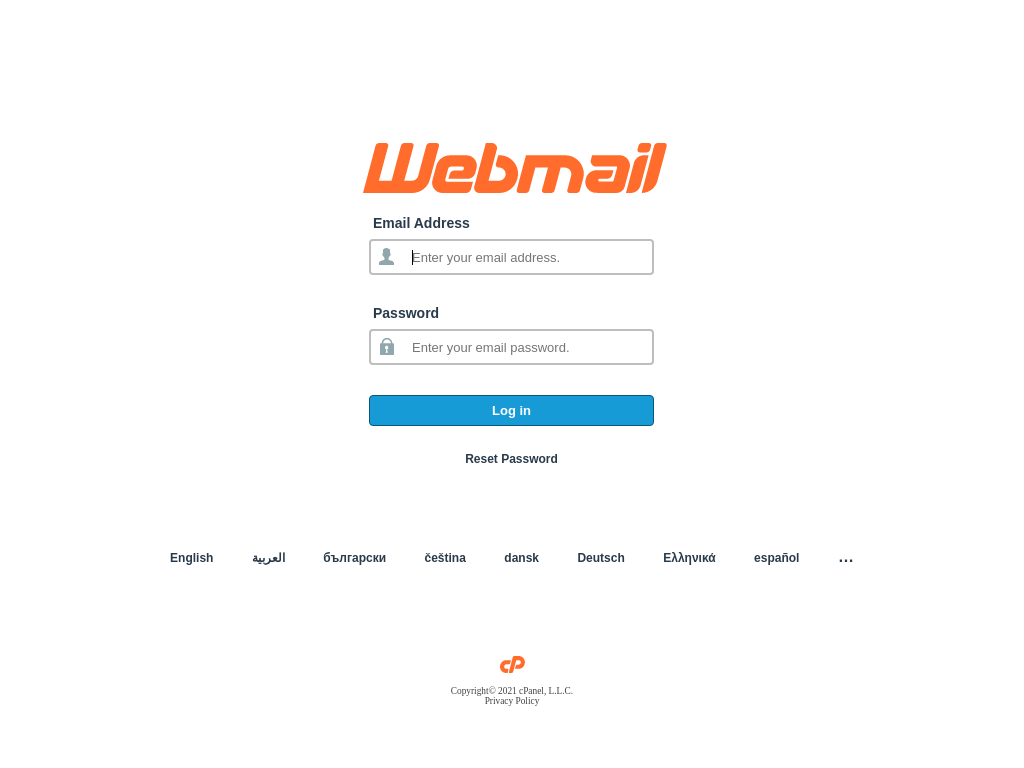 Webmail
Email Address
Enter your email address.
Password
Enter your email password.
Log in
Reset Password
English العربية български čeština dansk Deutsch Ελληνικά español …
cP
Copyright© 2021 cPanel, L.L.C.
Privacy Policy